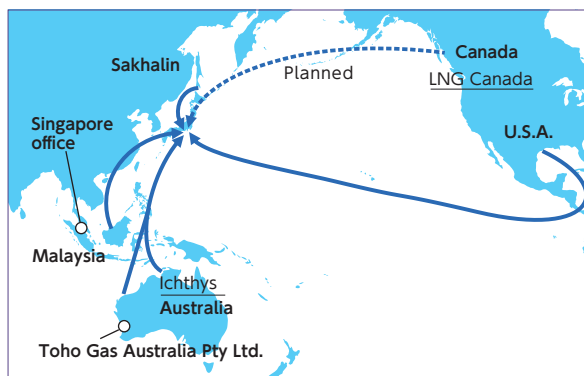 Sakhalin
Planned
Canada
LNG Canada
U.S.A.
Singapore
office
Malaysia
Ichthys
Australia
Toho Gas Australia Pty Ltd.